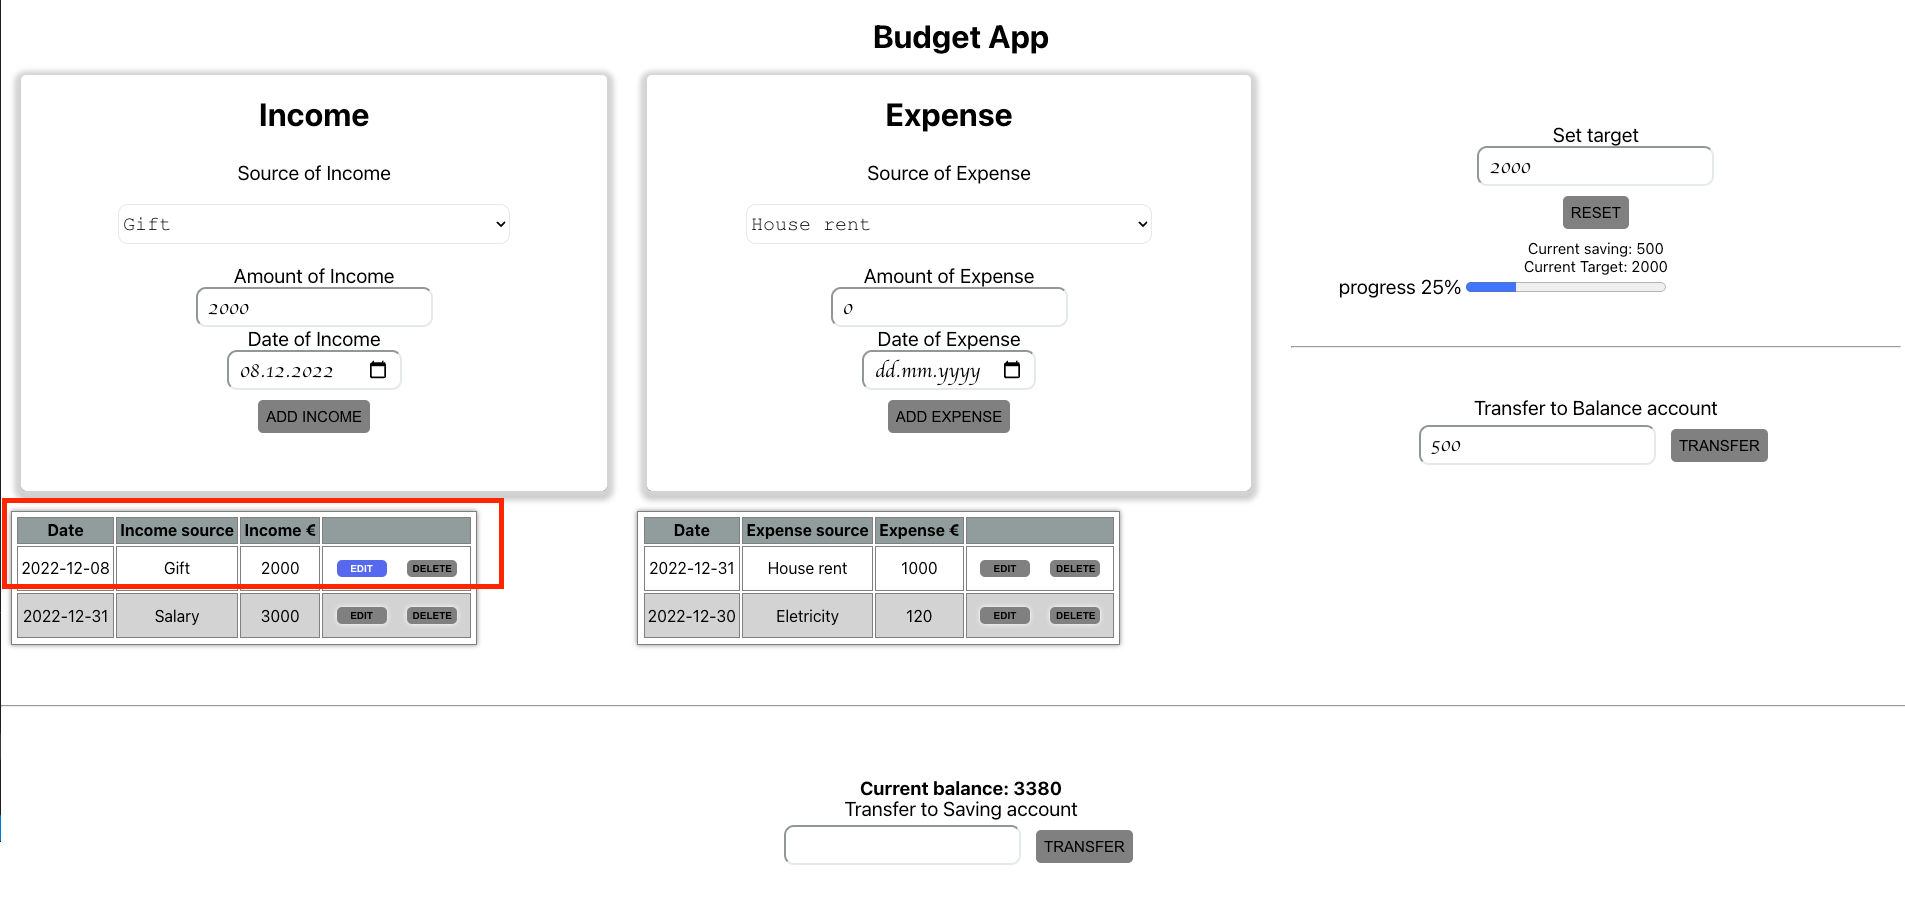 Budget App
Income
Source of Income
Gift
Amount of Income
2000
Date of Income
08.12.2022
ADD INCOME
Expense
Source of Expense
House rent
Amount of Expense
0
Date of Expense
dd.mm.yyyy
ADD EXPENSE
Set target
2000
RESET
Current saving: 500
Current Target: 2000
progress 25%
Transfer to Balance account
500 TRANSFER
Date Income source Income €
2022-12-08 Gift 2000 EDIT DELETE
2022-12-31 Salary 3000 EDIT DELETE
Date Expense source Expense €
2022-12-31 House rent 1000 EDIT DELETE
2022-12-30 Eletricity 120 EDIT DELETE
Current balance: 3380
Transfer to Saving account
TRANSFER